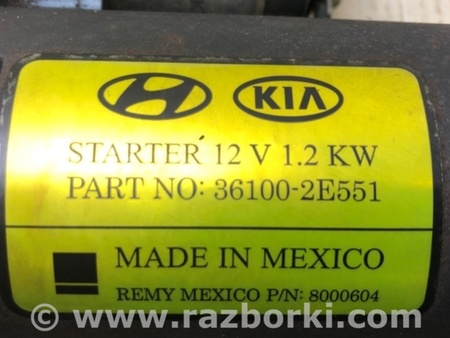 KIA
STARTER 12 V 1.2 KW
PART NO: 36100-2E551
MADE IN MEXICO
REMY MEXICO P/N: 8000604
© - www.razborki.com